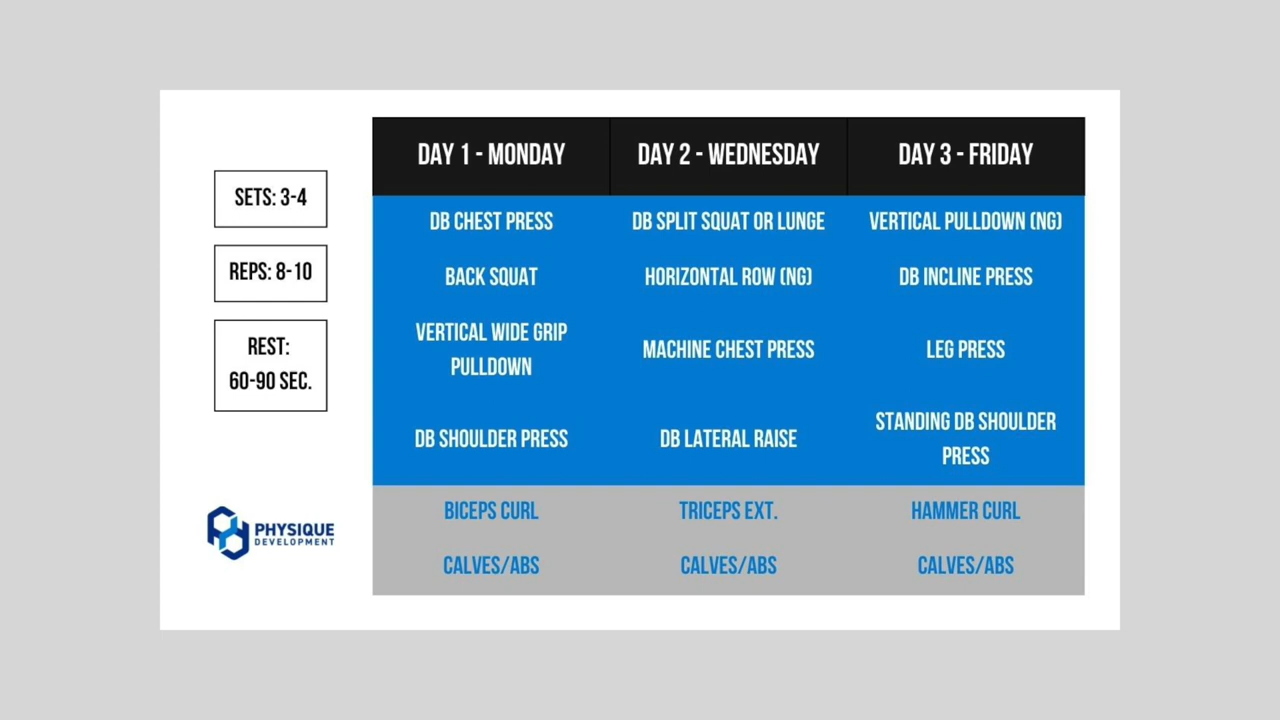 DAY 1 - MONDAY
DAY 2 - WEDNESDAY
DAY 3 - FRIDAY
SETS: 3-4
REPS: 8-10
REST:
60-90 SEC.
DB CHEST PRESS
DB SPLIT SQUAT OR LUNGE
VERTICAL PULLDOWN (NG)
BACK SQUAT
HORIZONTAL ROW (NG)
DB INCLINE PRESS
VERTICAL WIDE GRIP
PULLDOWN
MACHINE CHEST PRESS
LEG PRESS
DB SHOULDER PRESS
DB LATERAL RAISE
STANDING DB SHOULDER
PRESS
BICEPS CURL
TRICEPS EXT.
HAMMER CURL
CALVES/ABS
CALVES/ABS
CALVES/ABS
PHYSIQUE
DEVELOPMENT